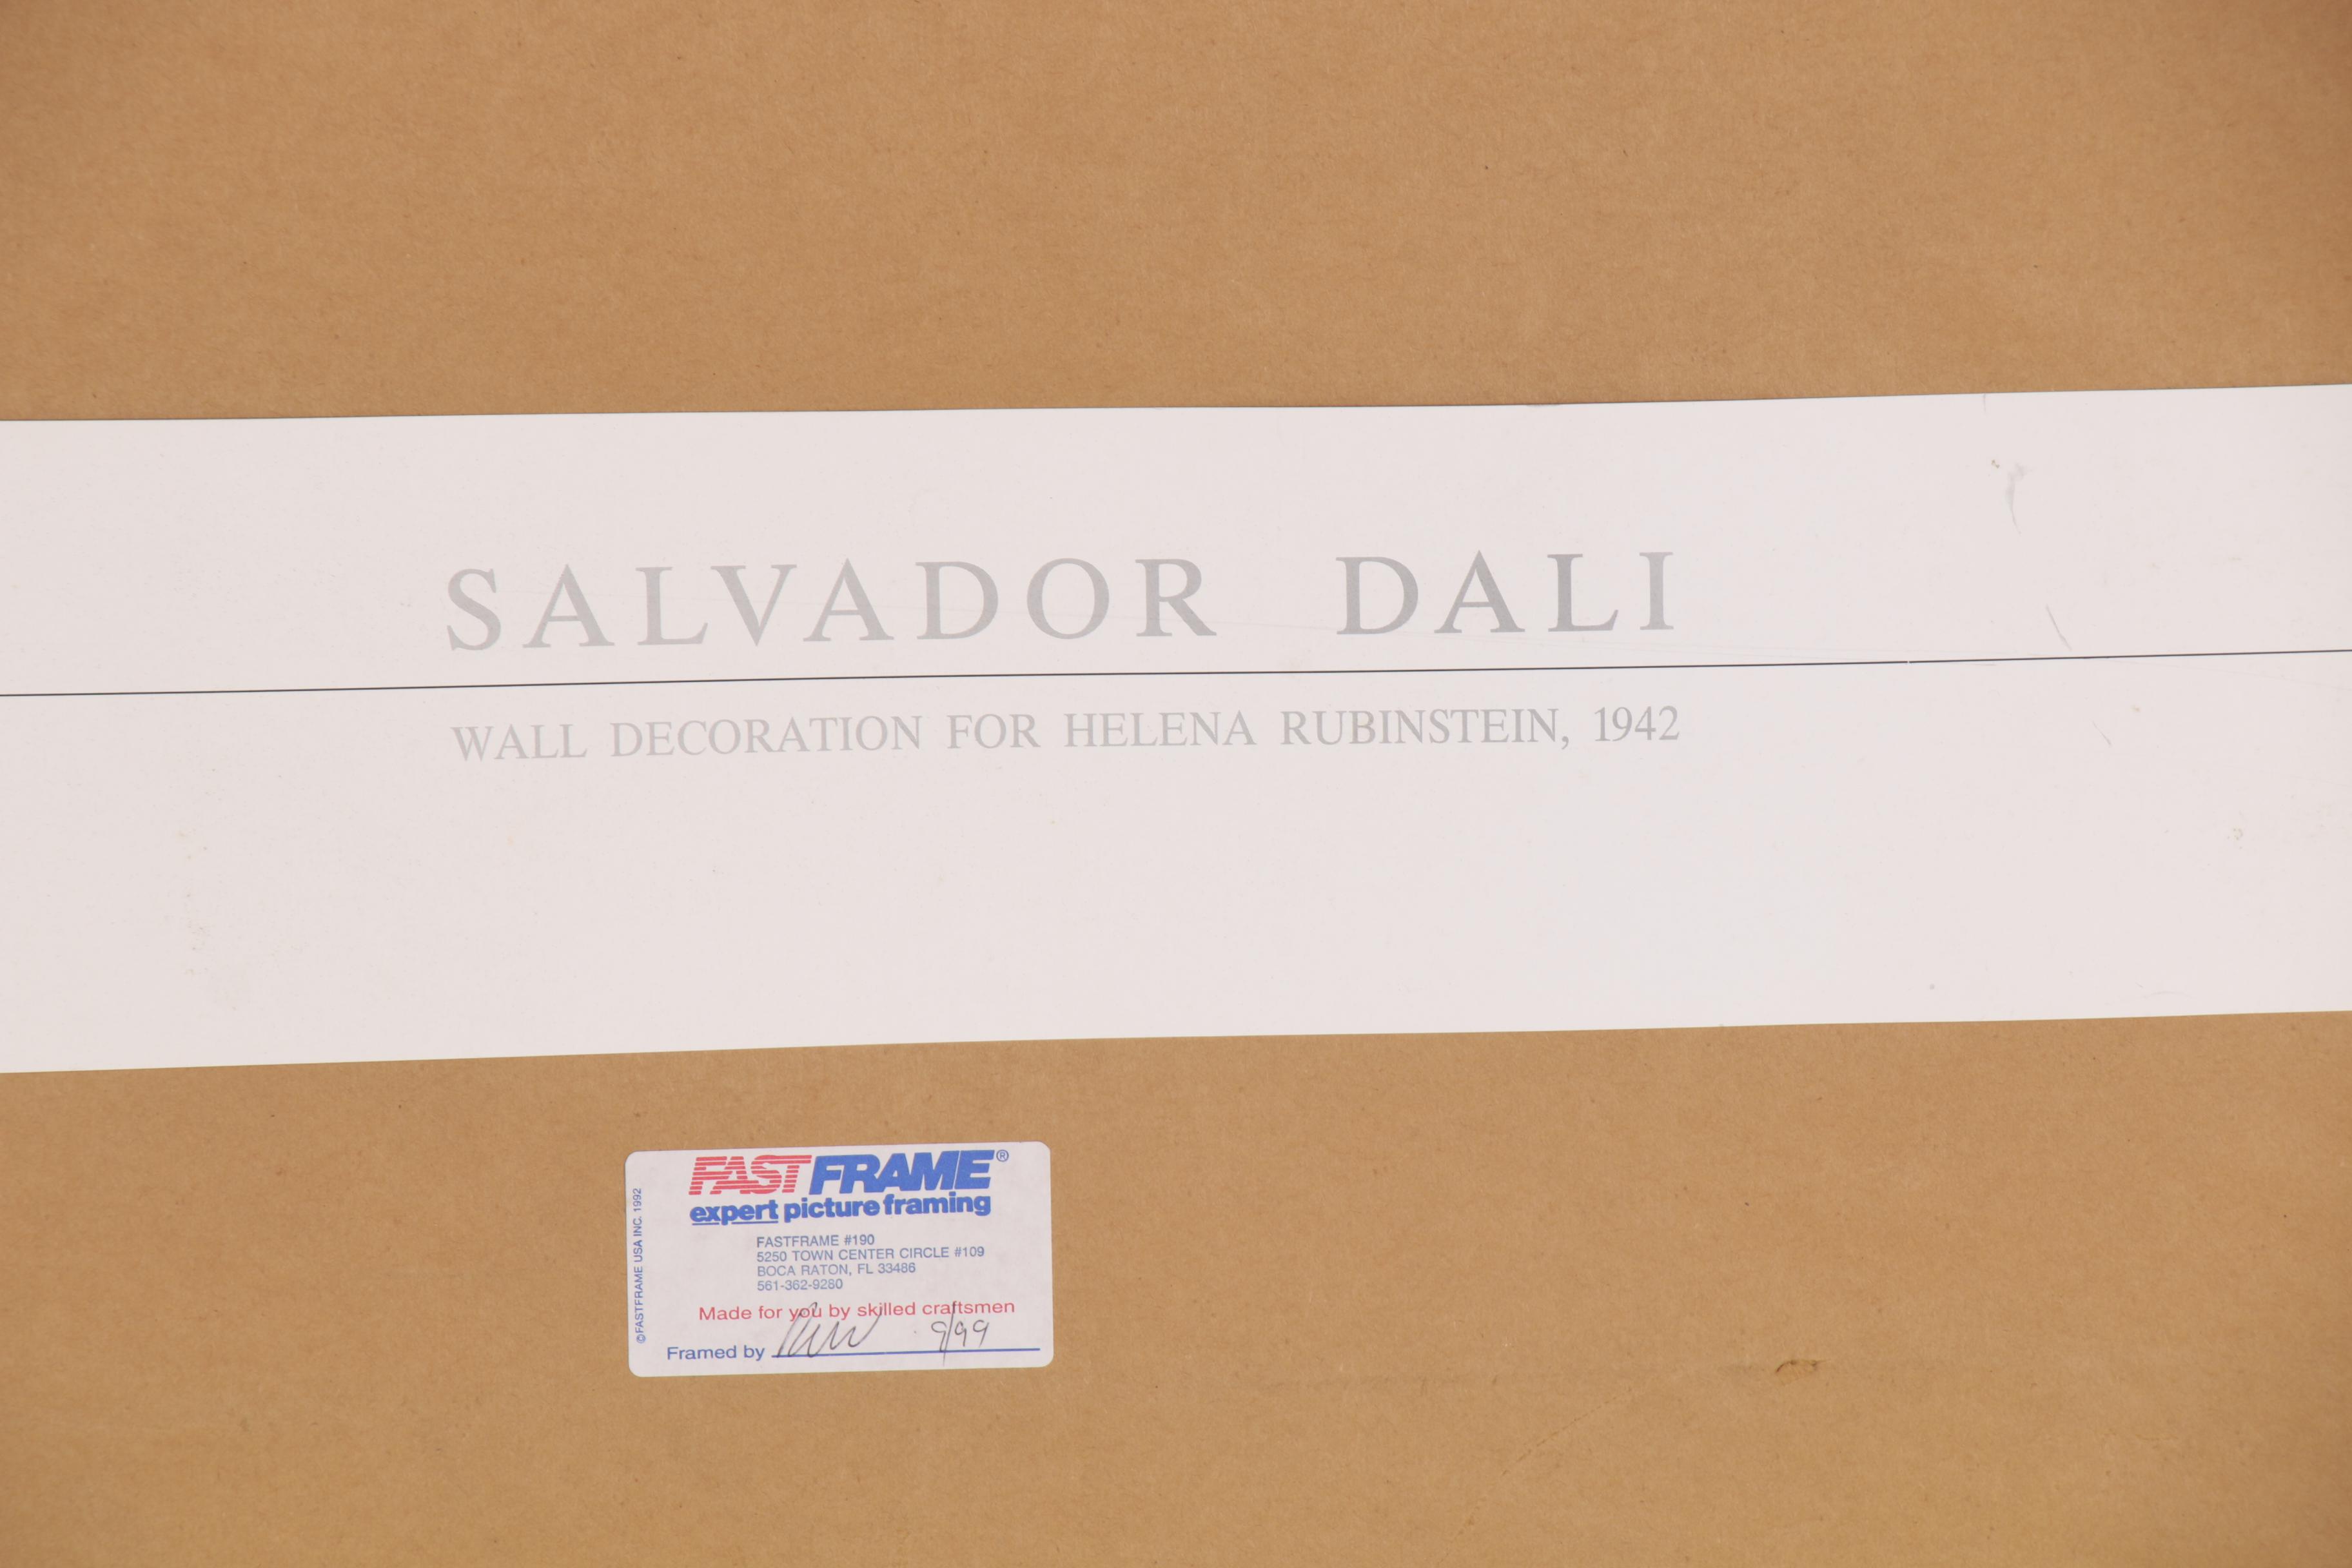 SALVADOR DALI
WALL DECORATION FOR HELENA RUBINSTEIN, 1942
FASTFRAME®
expert picture framing
FASTFRAME #190
5250 TOWN CENTER CIRCLE #109
BOCA RATON, FL 33486
561-362-9280
Made for you by skilled craftsmen
Framed by 9/99
©FASTFRAME USA INC. 1992